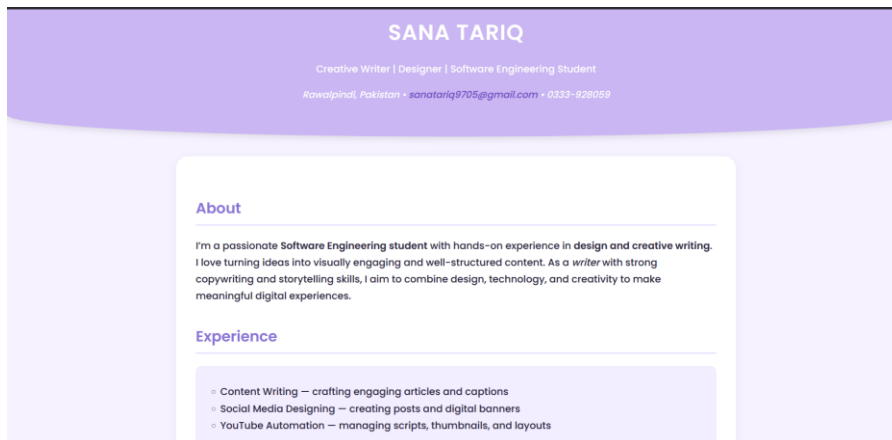 SANA TARIQ
Creative Writer | Designer | Software Engineering Student
Rawalpindi, Pakistan • sanatariq9705@gmail.com • 0333-928059
About
I'm a passionate Software Engineering student with hands-on experience in design and creative writing.
I love turning ideas into visually engaging and well-structured content. As a writer with strong
copywriting and storytelling skills, I aim to combine design, technology, and creativity to make
meaningful digital experiences.
Experience
○ Content Writing — crafting engaging articles and captions
○ Social Media Designing — creating posts and digital banners
○ YouTube Automation — managing scripts, thumbnails, and layouts